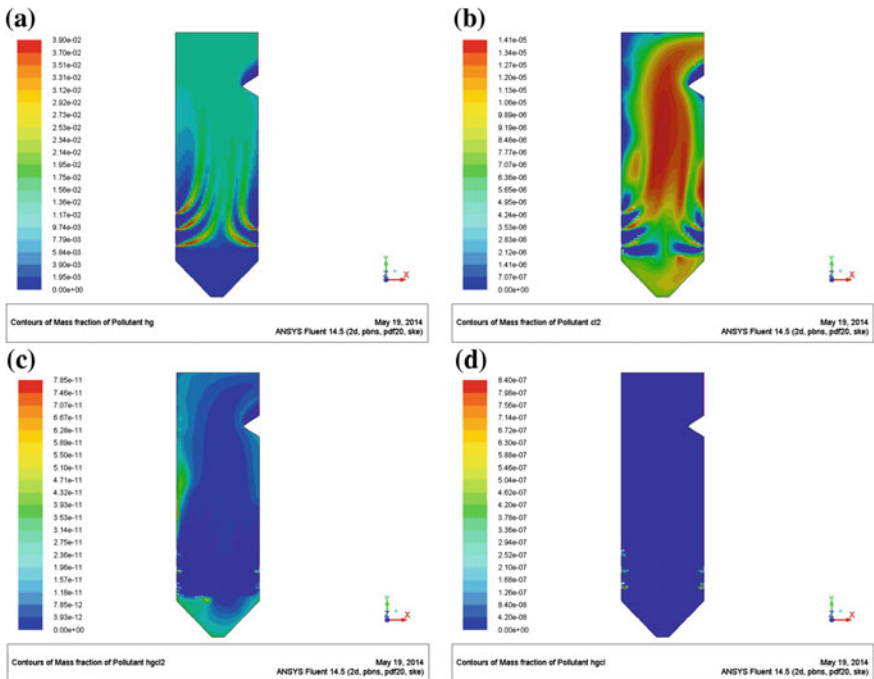 (a)
3.90e-02
3.70e-02
3.51e-02
3.31e-02
3.12e-02
2.92e-02
2.73e-02
2.53e-02
2.34e-02
2.14e-02
1.95e-02
1.75e-02
1.56e-02
1.36e-02
1.17e-02
9.74e-03
7.79e-03
5.84e-03
3.90e-03
1.95e-03
0.00e+00
Y
Z
X
Contours of Mass fraction of Pollutant hg
May 19, 2014
ANSYS Fluent 14.5 (2d, pbns, pdf20, ske)
(b)
1.41e-05
1.34e-05
1.27e-05
1.20e-05
1.13e-05
1.06e-05
9.89e-06
9.19e-06
8.48e-06
7.77e-06
7.07e-06
6.36e-06
5.65e-06
4.95e-06
4.24e-06
3.53e-06
2.83e-06
2.12e-06
1.41e-06
7.07e-07
0.00e+00
Y
Z
X
Contours of Mass fraction of Pollutant cl2
May 19, 2014
ANSYS Fluent 14.5 (2d, pbns, pdf20, ske)
(c)
7.85e-11
7.46e-11
7.07e-11
6.67e-11
6.28e-11
5.89e-11
5.50e-11
5.10e-11
4.71e-11
4.32e-11
3.93e-11
3.53e-11
3.14e-11
2.75e-11
2.36e-11
1.96e-11
1.57e-11
1.18e-11
7.85e-12
3.93e-12
0.00e+00
Y
Z
X
Contours of Mass fraction of Pollutant hgcl2
May 19, 2014
ANSYS Fluent 14.5 (2d, pbns, pdf20, ske)
(d)
8.40e-07
7.98e-07
7.56e-07
7.14e-07
6.72e-07
6.30e-07
5.88e-07
5.46e-07
5.04e-07
4.62e-07
4.20e-07
3.78e-07
3.36e-07
2.94e-07
2.52e-07
2.10e-07
1.68e-07
1.26e-07
8.40e-08
4.20e-08
0.00e+00
Y
Z
X
Contours of Mass fraction of Pollutant hgcl
May 19, 2014
ANSYS Fluent 14.5 (2d, pbns, pdf20, ske)